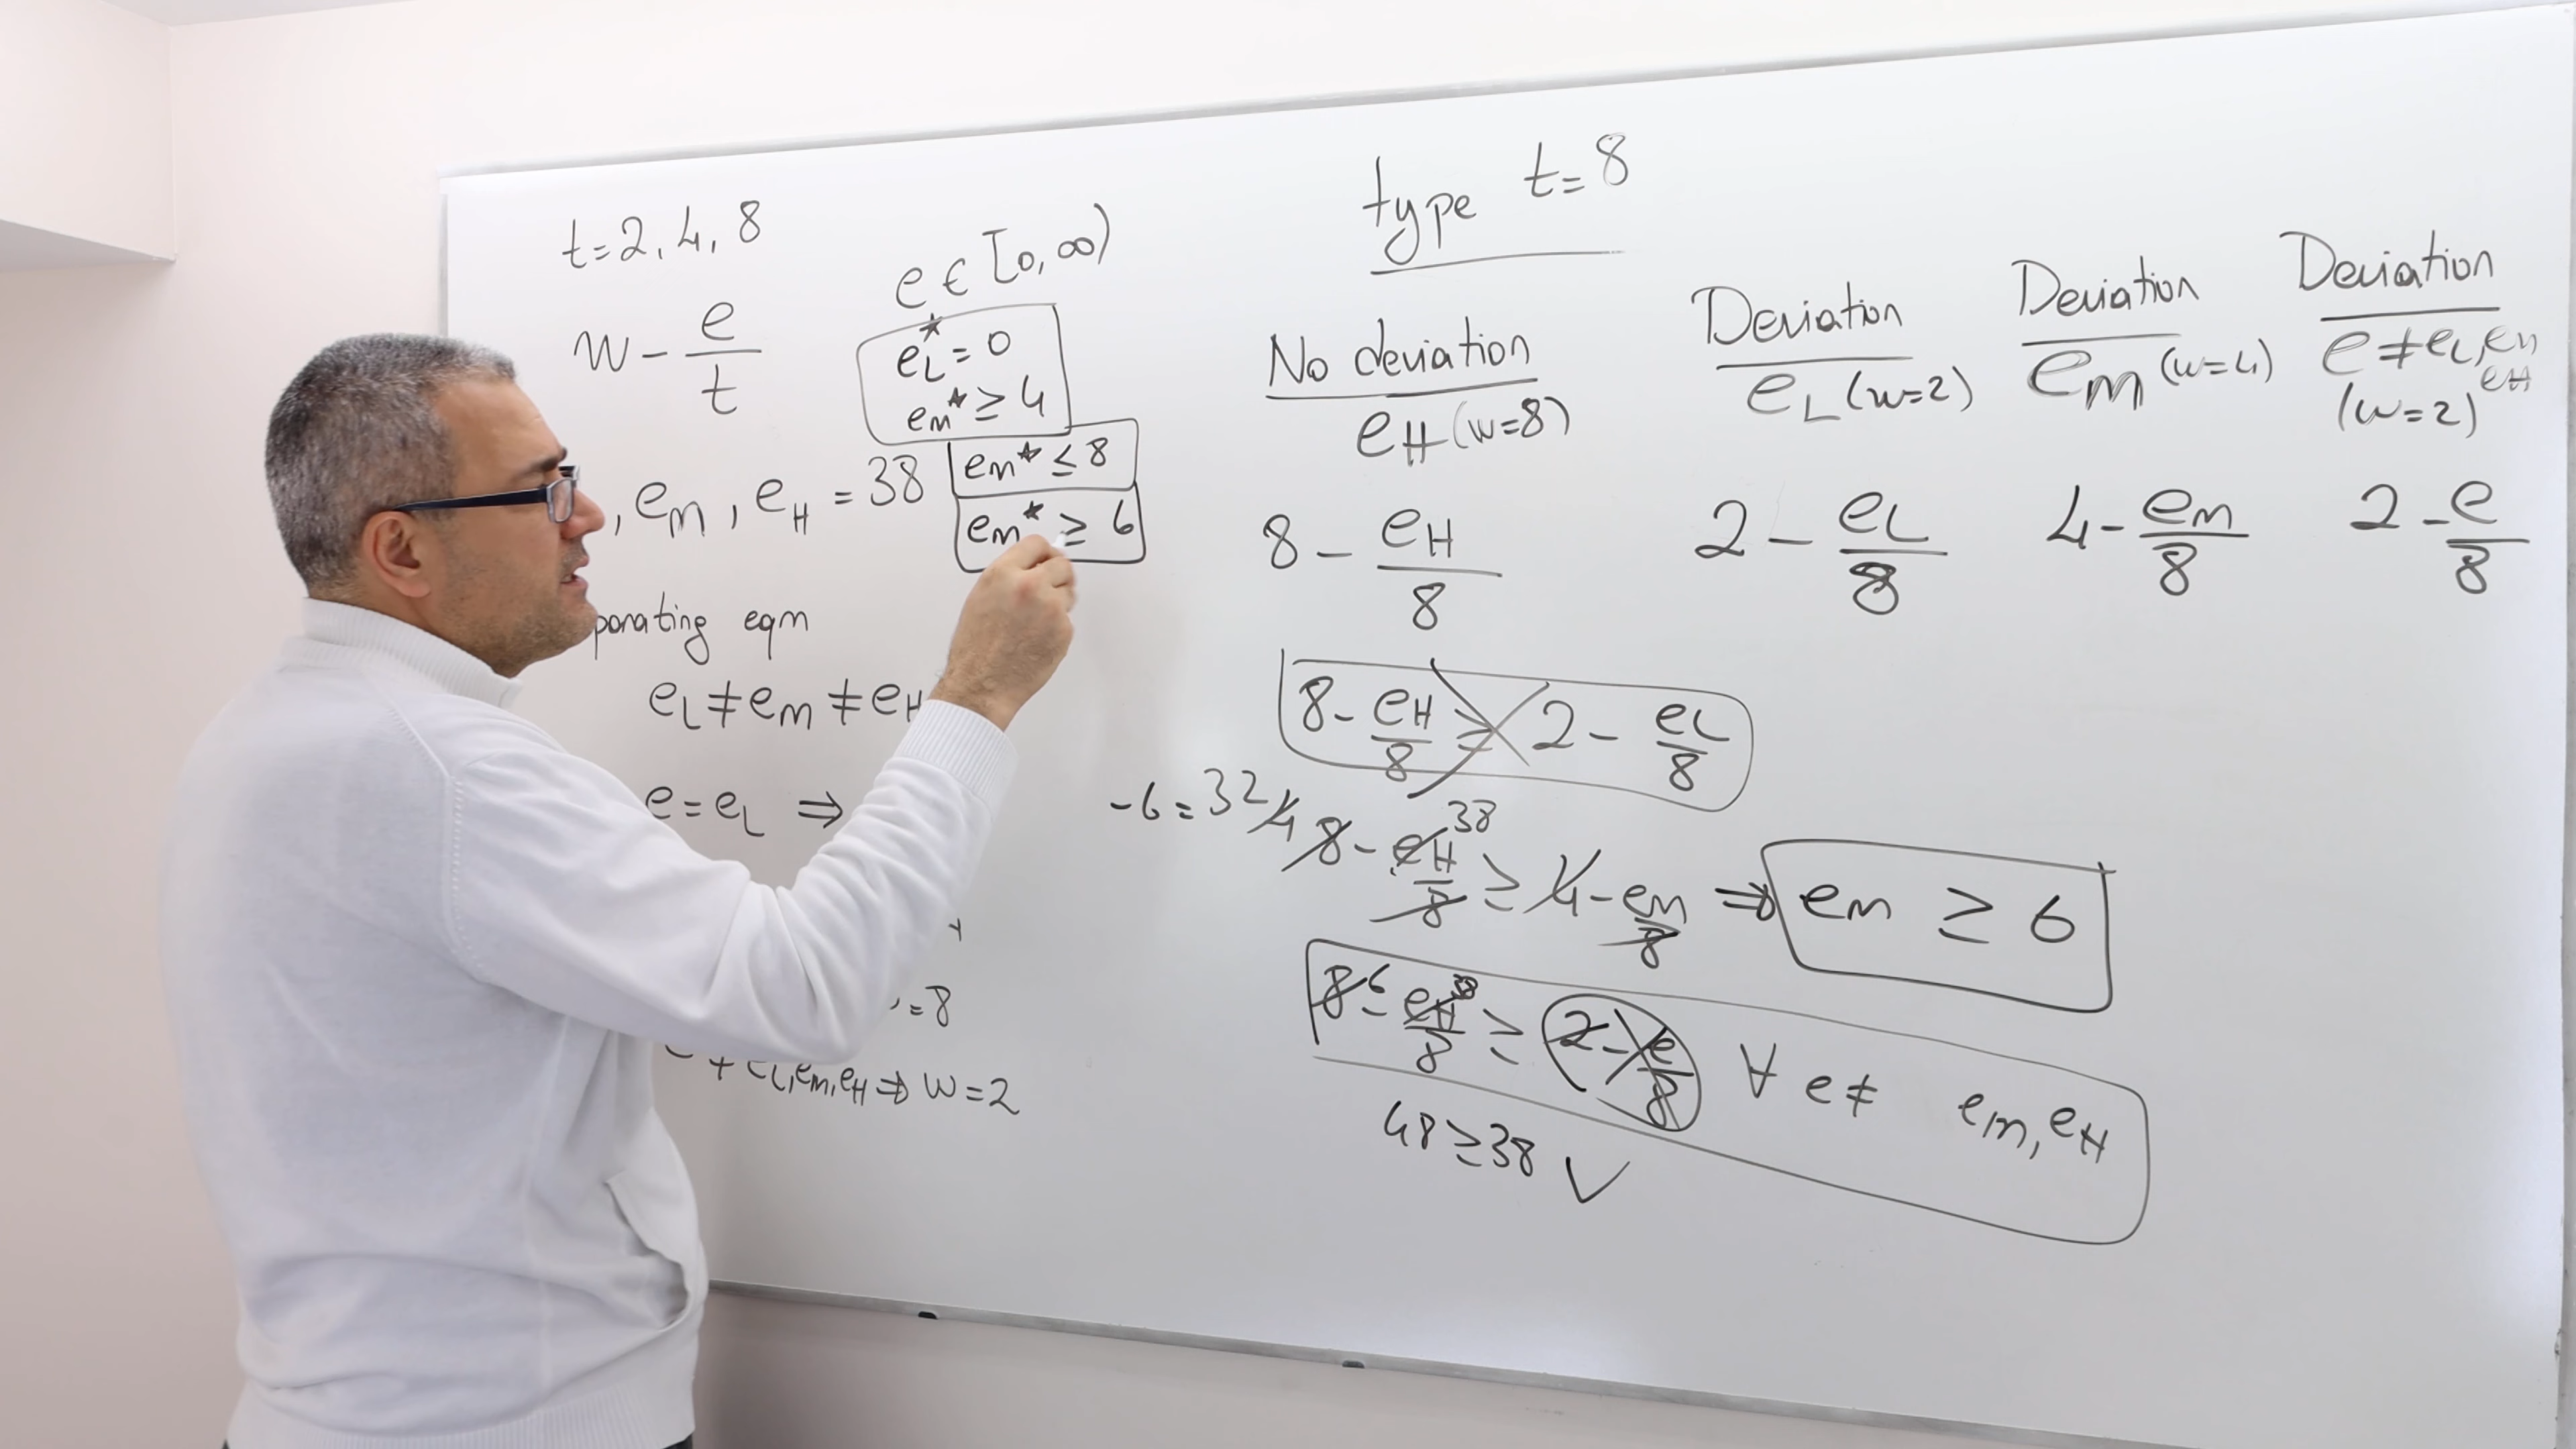 t=2, 4, 8
e ∈ [0, ∞)
w - e/t
eL* = 0
em* ≥ 4
em* ≤ 8
em* ≥ 6
, em, eH = 38
parating eqm
eL ≠ em ≠ eH
e = eL ⇒
= 8
≠ eL, em, eH ⇒ w = 2
type t=8
No deviation
eH (w=8)
Deviation
eL (w=2)
Deviation
em (w=4)
Deviation
e ≠ eL, em
eH
(w=2)
8 - eH/8
2 - eL/8
4 - em/8
2 - e/8
8 - eH/8 ≥ 2 - eL/8
-6 = 32 4 8 - eH/8 38 ≥ 4 - em/8 ⇒ em ≥ 6
8 6 - eH/8 38 ≥ 2 - e/8 ∀ e ≠ em, eH
48 ≥ 38 ✓